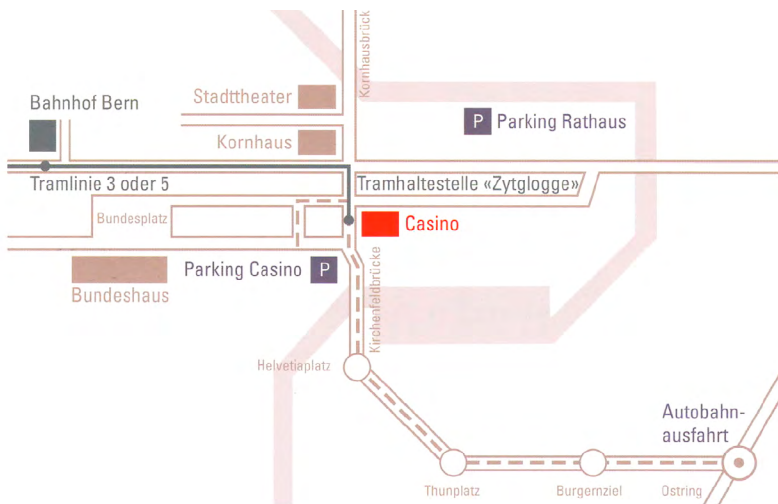 Kornhausbrück
Stadttheater
Bahnhof Bern
P Parking Rathaus
Kornhaus
Tramlinie 3 oder 5
Tramhaltestelle «Zytglogge»
Bundesplatz
Casino
Parking Casino P
Bundeshaus
Kirchenfeldbrücke
Helvetiaplatz
Autobahn-
ausfahrt
Thunplatz
Burgernziel
Ostring